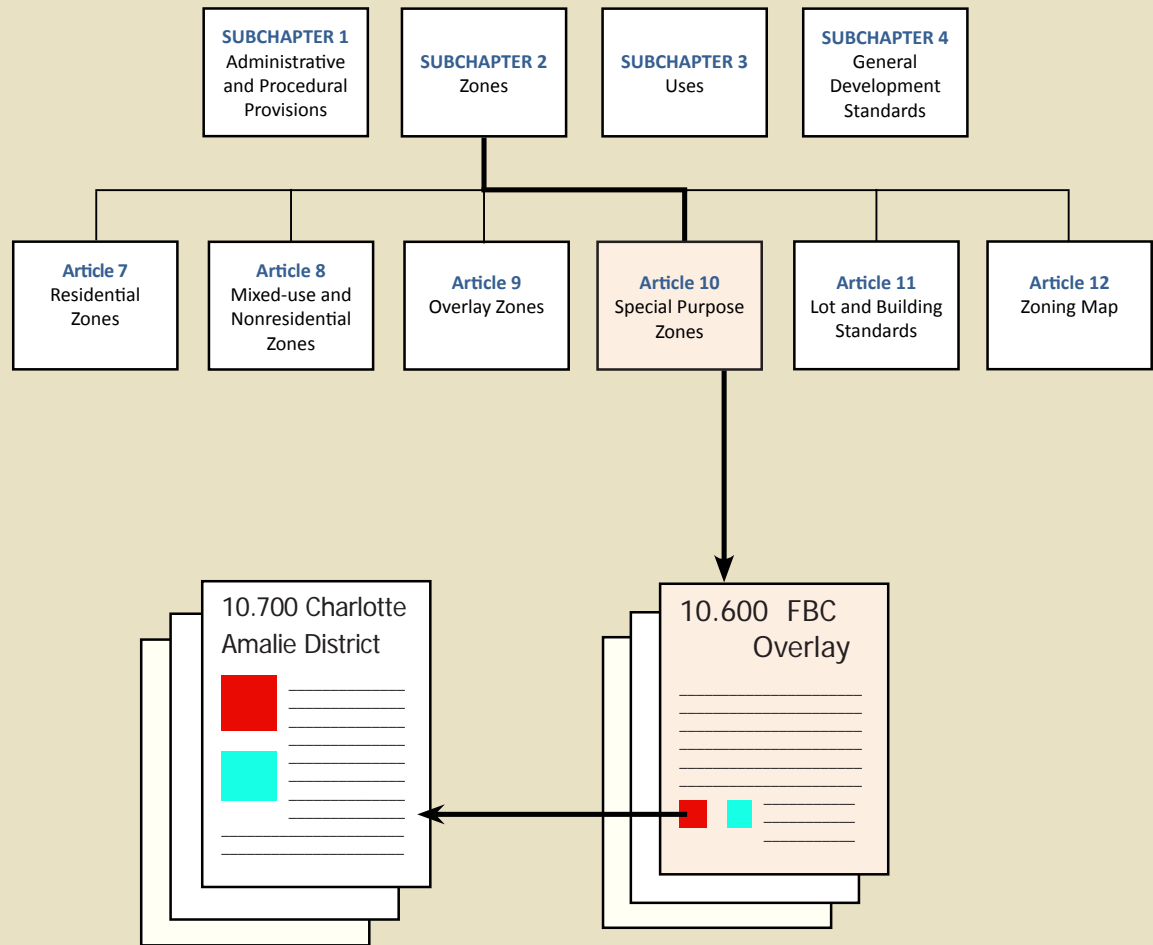 SUBCHAPTER 1
Administrative
and Procedural
Provisions
SUBCHAPTER 2
Zones
SUBCHAPTER 3
Uses
SUBCHAPTER 4
General
Development
Standards
Article 7
Residential
Zones
Article 8
Mixed-use and
Nonresidential
Zones
Article 9
Overlay Zones
Article 10
Special Purpose
Zones
Article 11
Lot and Building
Standards
Article 12
Zoning Map
10.700 Charlotte
Amalie District
10.600 FBC
Overlay